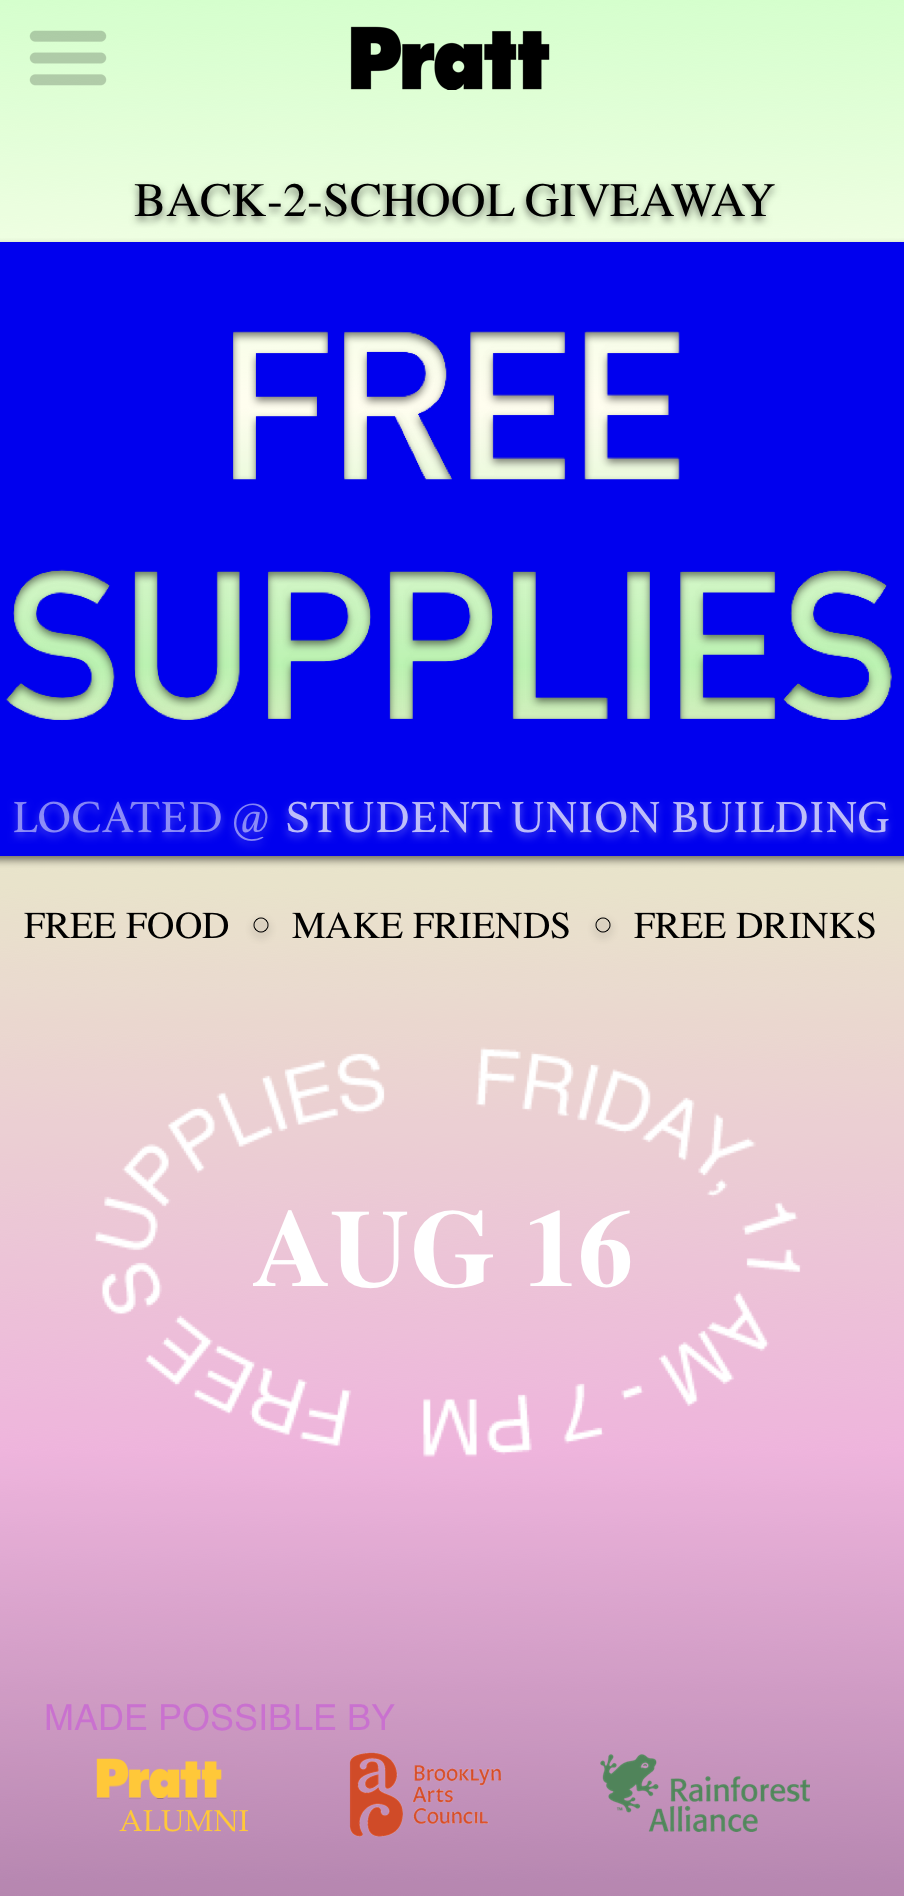 Pratt
BACK-2-SCHOOL GIVEAWAY
FREE
SUPPLIES
LOCATED @ STUDENT UNION BUILDING
FREE FOOD ○ MAKE FRIENDS ○ FREE DRINKS
FRIDAY, 11 AM - 7 PM
FREE SUPPLIES
AUG 16
MADE POSSIBLE BY
Pratt
ALUMNI
Brooklyn
Arts
Council
Rainforest
Alliance